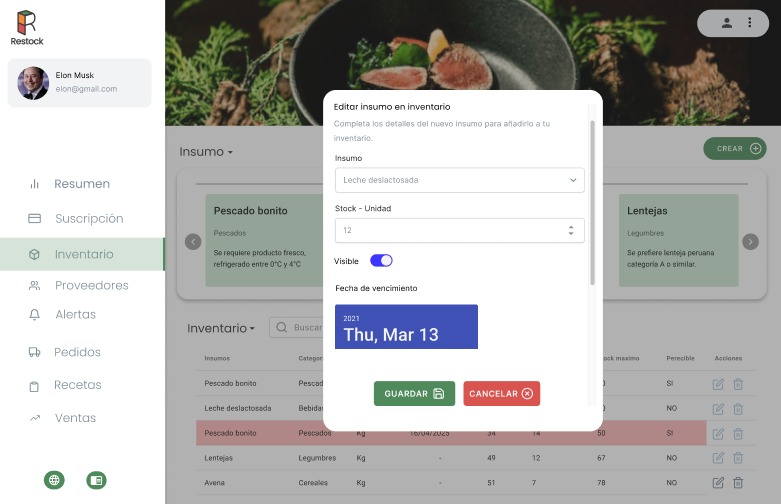 Restock
Elon Musk
elon@gmail.com
Resumen
Suscripción
Inventario
Proveedores
Alertas
Pedidos
Recetas
Ventas
Insumo
CREAR
Pescado bonito
Pescados
Se requiere producto fresco,
refrigerado entre 0°C y 4°C
Lentejas
Legumbres
Se prefiere lenteja peruana
categoría A o similar.
Editar insumo en inventario
Completa los detalles del nuevo insumo para añadirlo a tu
inventario.
Insumo
Leche deslactosada
Stock - Unidad
12
Visible
Fecha de vencimiento
2021
Thu, Mar 13
GUARDAR
CANCELAR
Inventario
Buscar
Insumos Categor ock maximo Perecible Acciones
Pescado bonito Pescad 0 SI
Leche deslactosada Bebidas NO
Pescado bonito Pescados Kg 16/04/2025 34 14 50 SI
Lentejas Legumbres Kg - 49 12 67 NO
Avena Cereales Kg - 51 7 78 NO